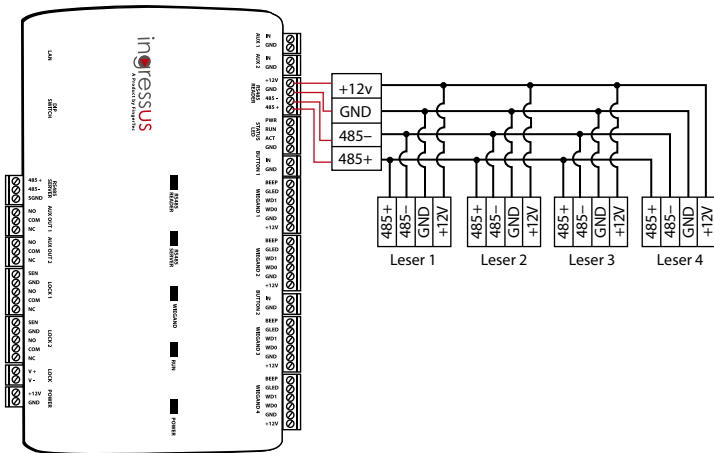 ingressus
A Product by FingerTec
LAN
DIP
SWITCH
RS485
SERVER
485 +
485-
SGND
AUX OUT 1
NO
COM
NC
AUX OUT 2
NO
COM
NC
LOCK 1
SEN
GND
NO
COM
NC
LOCK 2
SEN
GND
NO
COM
NC
LOCK
V +
V -
POWER
+12V
GND
RS485
READER
RS485
SERVER
WIEGAND
RUN
POWER
AUX 1
IN
GND
AUX 2
IN
GND
RS485
READER
+12V
GND
485 -
485 +
STATUS
LED
PWR
RUN
ACT
GND
BUTTON 1
IN
GND
WIEGAND 1
BEEP
GLED
WD1
WD0
GND
+12V
WIEGAND 2
BEEP
GLED
WD1
WD0
GND
+12V
BUTTON 2
IN
GND
WIEGAND 3
BEEP
GLED
WD1
WD0
GND
+12V
WIEGAND 4
BEEP
GLED
WD1
WD0
GND
+12V
+12v
GND
485−
485+
485+
485−
GND
+12V
Leser 1
485+
485−
GND
+12V
Leser 2
485+
485−
GND
+12V
Leser 3
485+
485−
GND
+12V
Leser 4